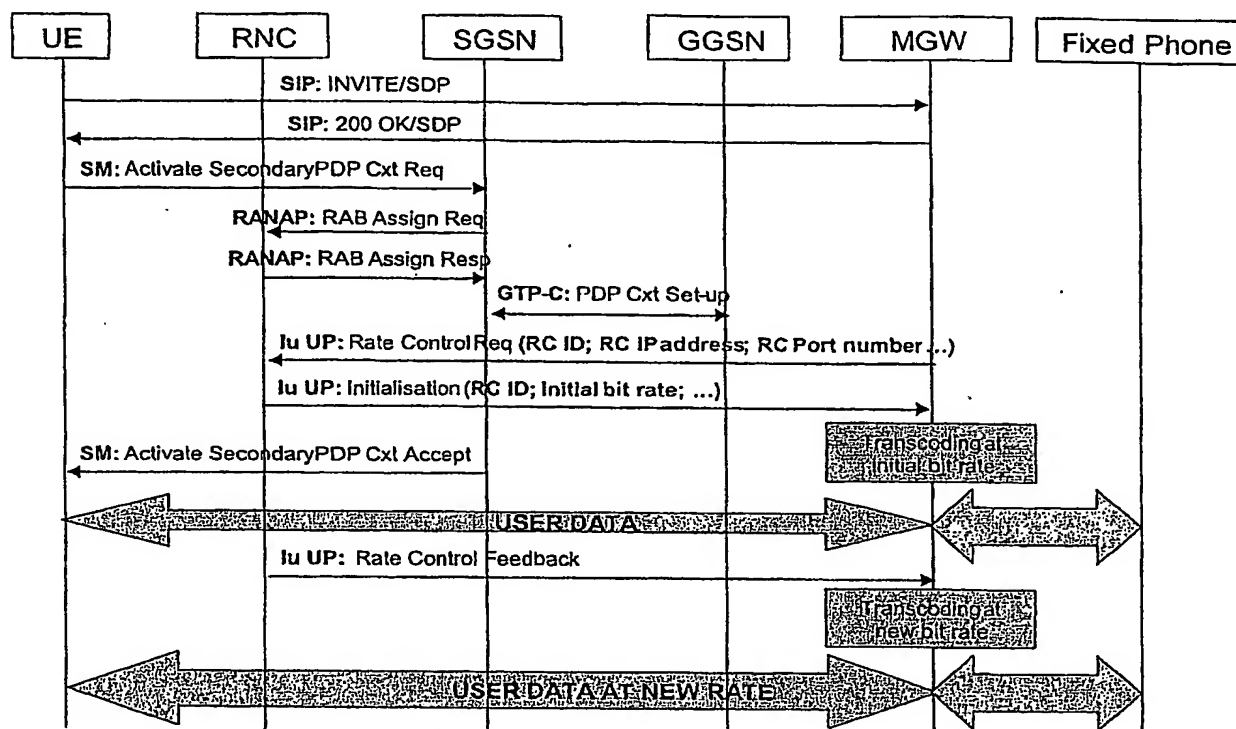 UE
RNC
SGSN
GGSN
MGW
Fixed Phone
SIP: INVITE/SDP
SIP: 200 OK/SDP
SM: Activate SecondaryPDP Cxt Req
RANAP: RAB Assign Req
RANAP: RAB Assign Resp
GTP-C: PDP Cxt Set-up
Iu UP: Rate Control Req (RC ID; RC IP address; RC Port number ...)
Iu UP: Initialisation (RC ID; Initial bit rate; ...)
Transcoding at
initial bit rate
SM: Activate SecondaryPDP Cxt Accept
USER DATA
Iu UP: Rate Control Feedback
Transcoding at
new bit rate
USER DATA AT NEW RATE